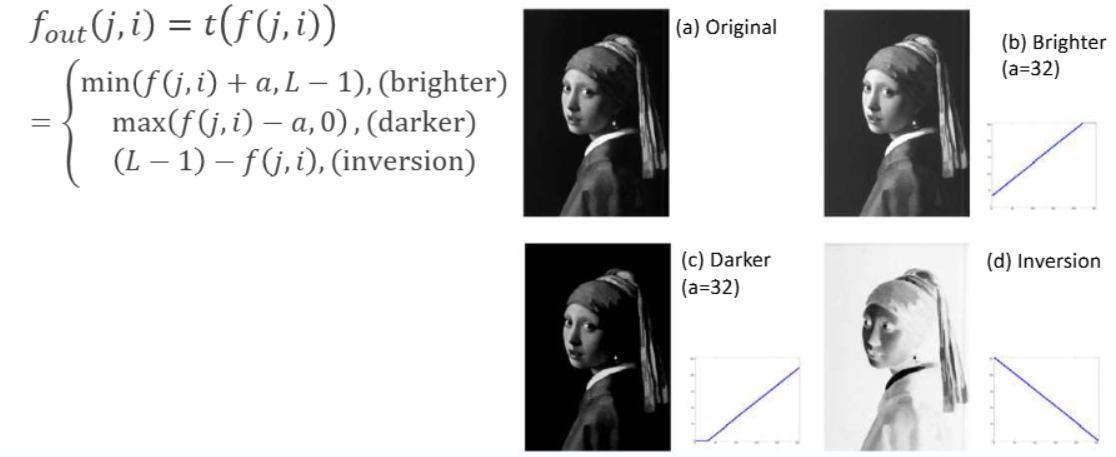 f_out(j, i) = t(f(j, i))
= { min(f(j, i) + a, L − 1), (brighter)
max(f(j, i) − a, 0), (darker)
(L − 1) − f(j, i), (inversion)
(a) Original
(b) Brighter
(a=32)
(c) Darker
(a=32)
(d) Inversion